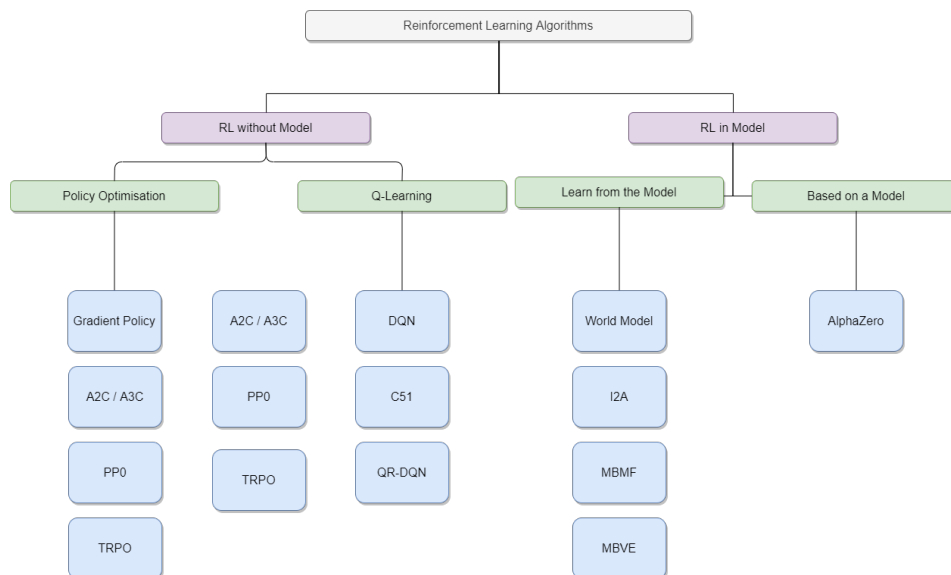 Reinforcement Learning Algorithms
RL without Model
RL in Model
Policy Optimisation
Q-Learning
Learn from the Model
Based on a Model
Gradient Policy
A2C / A3C
DQN
World Model
AlphaZero
A2C / A3C
PP0
C51
I2A
PP0
TRPO
QR-DQN
MBMF
TRPO
MBVE